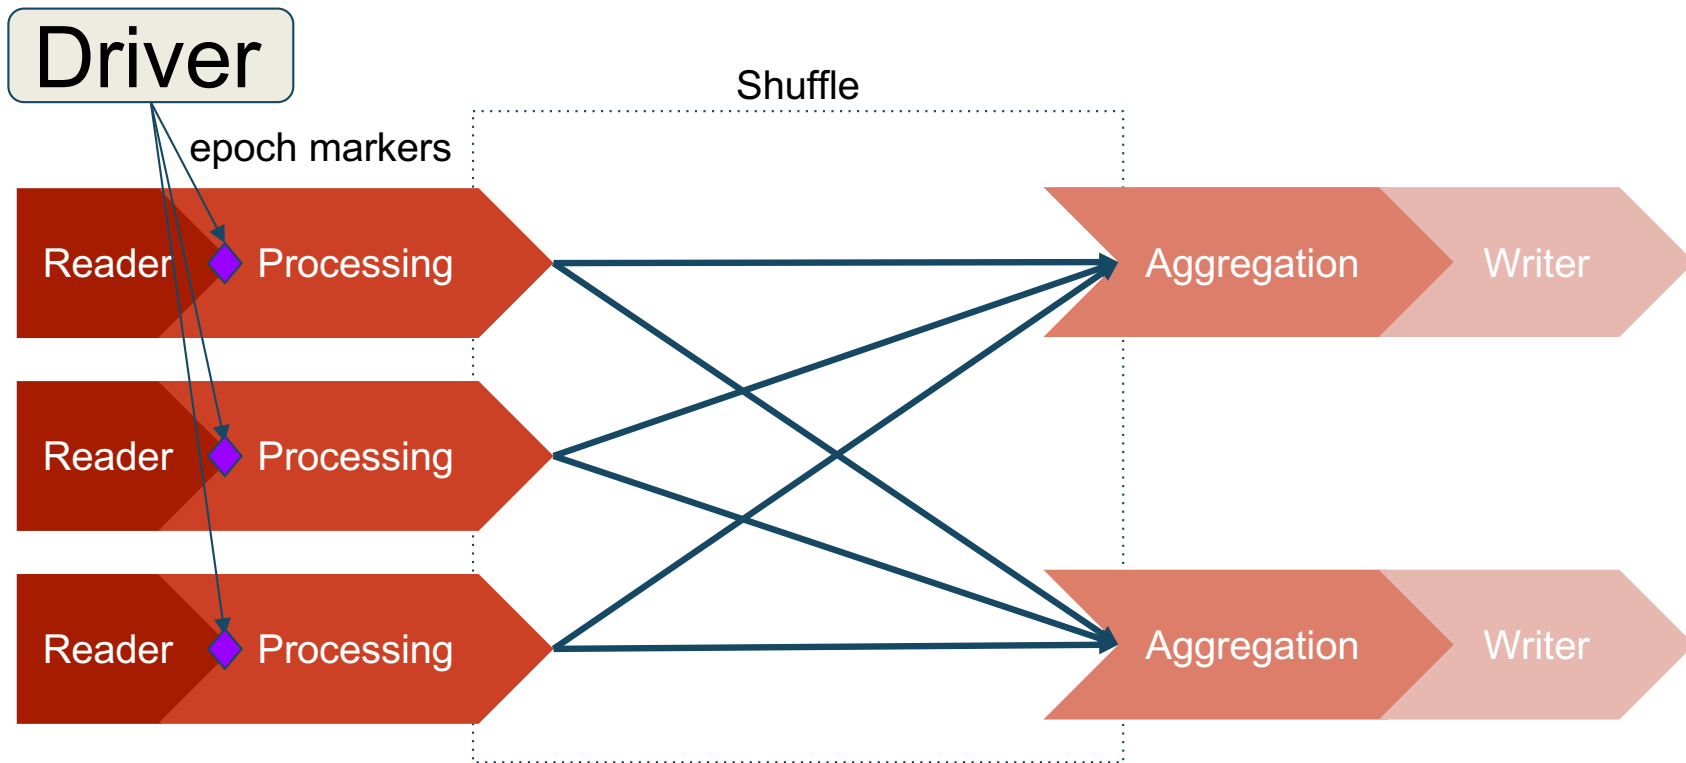 Driver
Shuffle
epoch markers
Reader
Processing
Aggregation
Writer
Reader
Processing
Reader
Processing
Aggregation
Writer